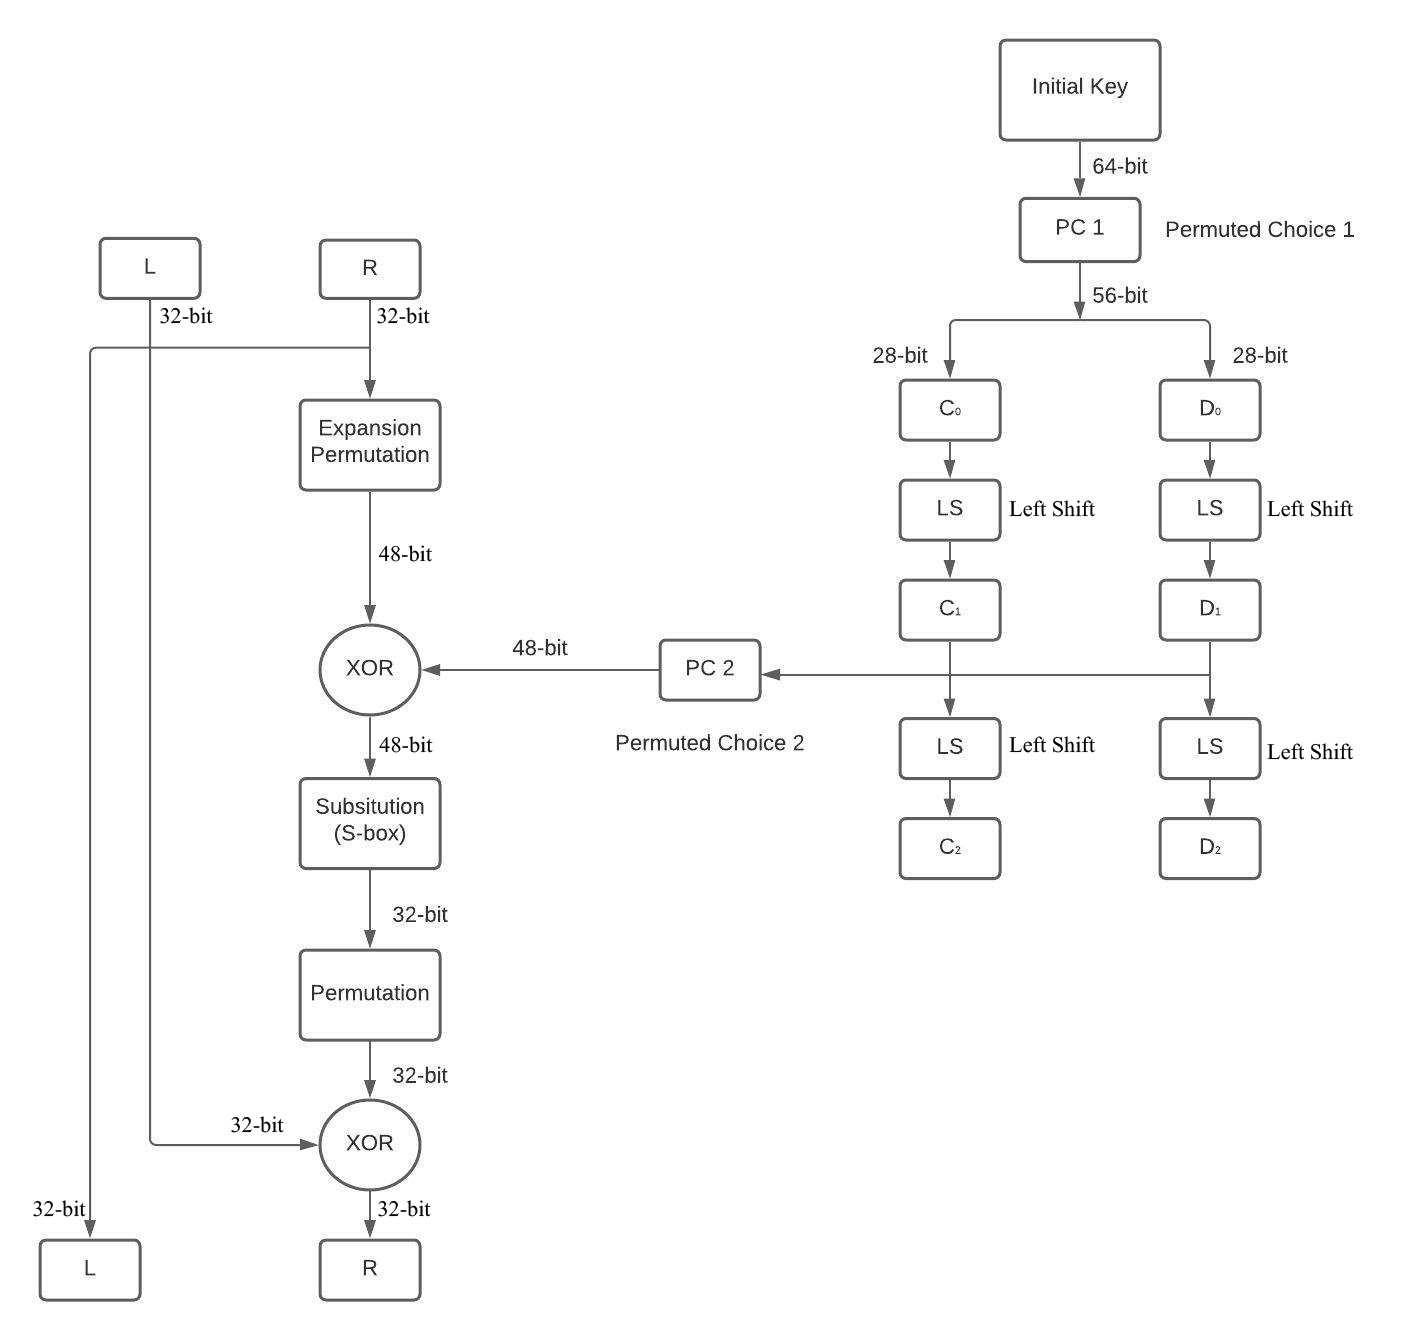 Initial Key
64-bit
PC 1
Permuted Choice 1
56-bit
28-bit
28-bit
C₀
D₀
LS
Left Shift
LS
Left Shift
C₁
D₁
LS
Left Shift
LS
Left Shift
C₂
D₂
L
R
32-bit
32-bit
Expansion
Permutation
48-bit
XOR
48-bit
PC 2
Permuted Choice 2
48-bit
Subsitution
(S-box)
32-bit
Permutation
32-bit
32-bit
XOR
32-bit
32-bit
L
R